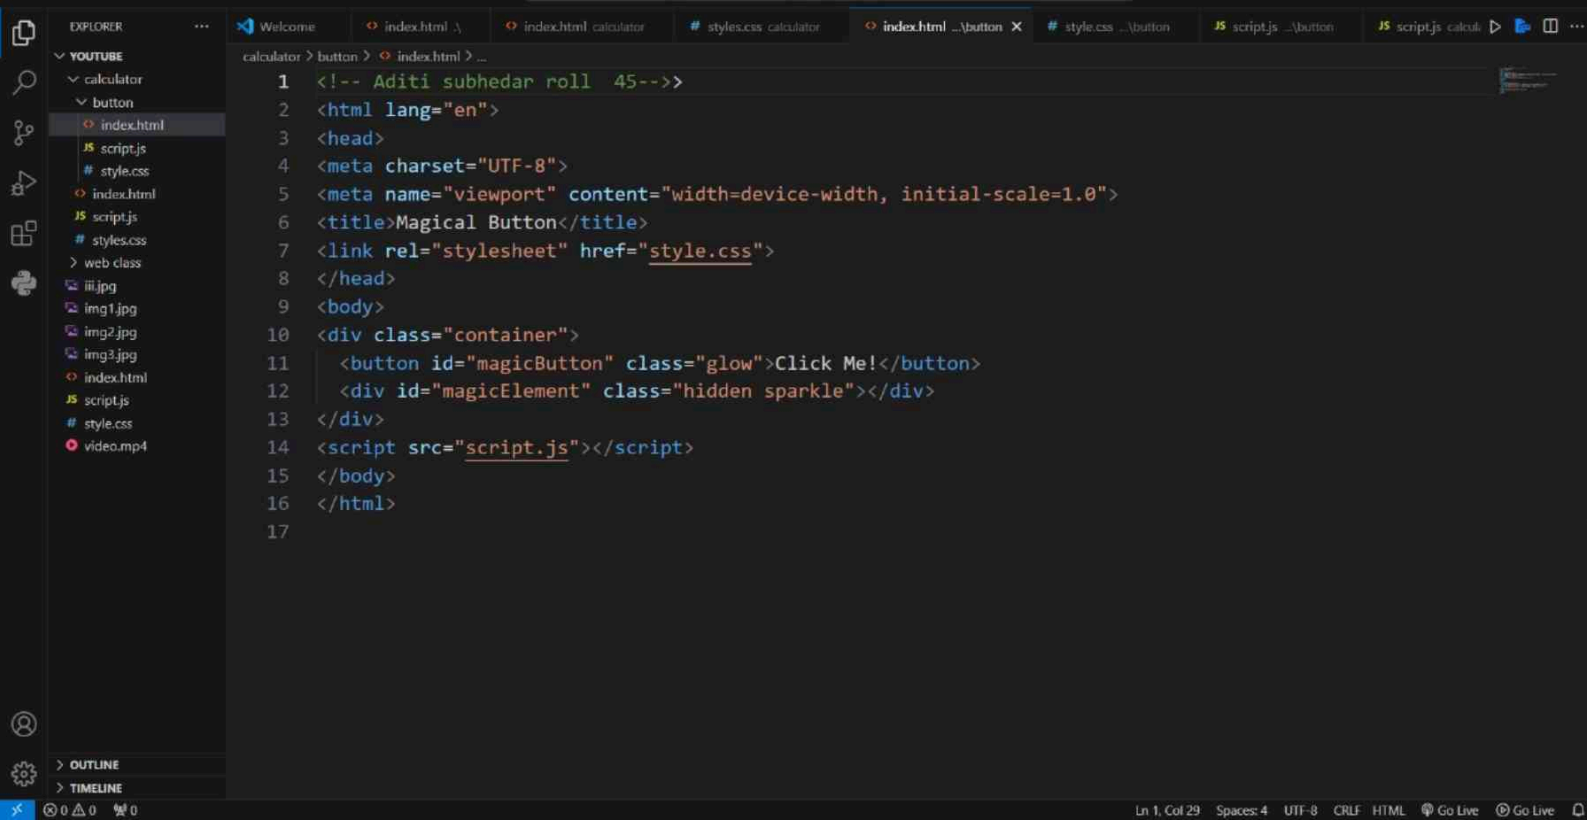 EXPLORER ...
Welcome
index.html .\
index.html calculator
# styles.css calculator
index.html ...\button
# style.css ...\button
JS script.js ...\button
JS script.js
YOUTUBE
calculator
button
index.html
JS script.js
# style.css
index.html
JS script.js
# styles.css
web class
iii.jpg
img1.jpg
img2.jpg
img3.jpg
index.html
JS script.js
# style.css
video.mp4
OUTLINE
TIMELINE
calculator > button > index.html > ...
1 <!-- Aditi subhedar roll  45-->>
2 <html lang="en">
3 <head>
4 <meta charset="UTF-8">
5 <meta name="viewport" content="width=device-width, initial-scale=1.0">
6 <title>Magical Button</title>
7 <link rel="stylesheet" href="style.css">
8 </head>
9 <body>
10 <div class="container">
11   <button id="magicButton" class="glow">Click Me!</button>
12   <div id="magicElement" class="hidden sparkle"></div>
13 </div>
14 <script src="script.js"></script>
15 </body>
16 </html>
17
0 0 0
Ln 1, Col 29 Spaces: 4 UTF-8 CRLF HTML Go Live Go Live